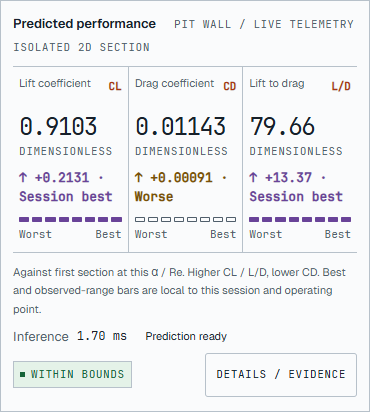 Predicted performance PIT WALL / LIVE TELEMETRY
ISOLATED 2D SECTION
Lift coefficient CL
0.9103
DIMENSIONLESS
↑ +0.2131 ·
Session best
Worst Best
Drag coefficient CD
0.01143
DIMENSIONLESS
↑ +0.00091 ·
Worse
Worst Best
Lift to drag L/D
79.66
DIMENSIONLESS
↑ +13.37 ·
Session best
Worst Best
Against first section at this α / Re. Higher CL / L/D, lower CD. Best
and observed-range bars are local to this session and operating
point.
Inference 1.70 ms Prediction ready
WITHIN BOUNDS
DETAILS / EVIDENCE